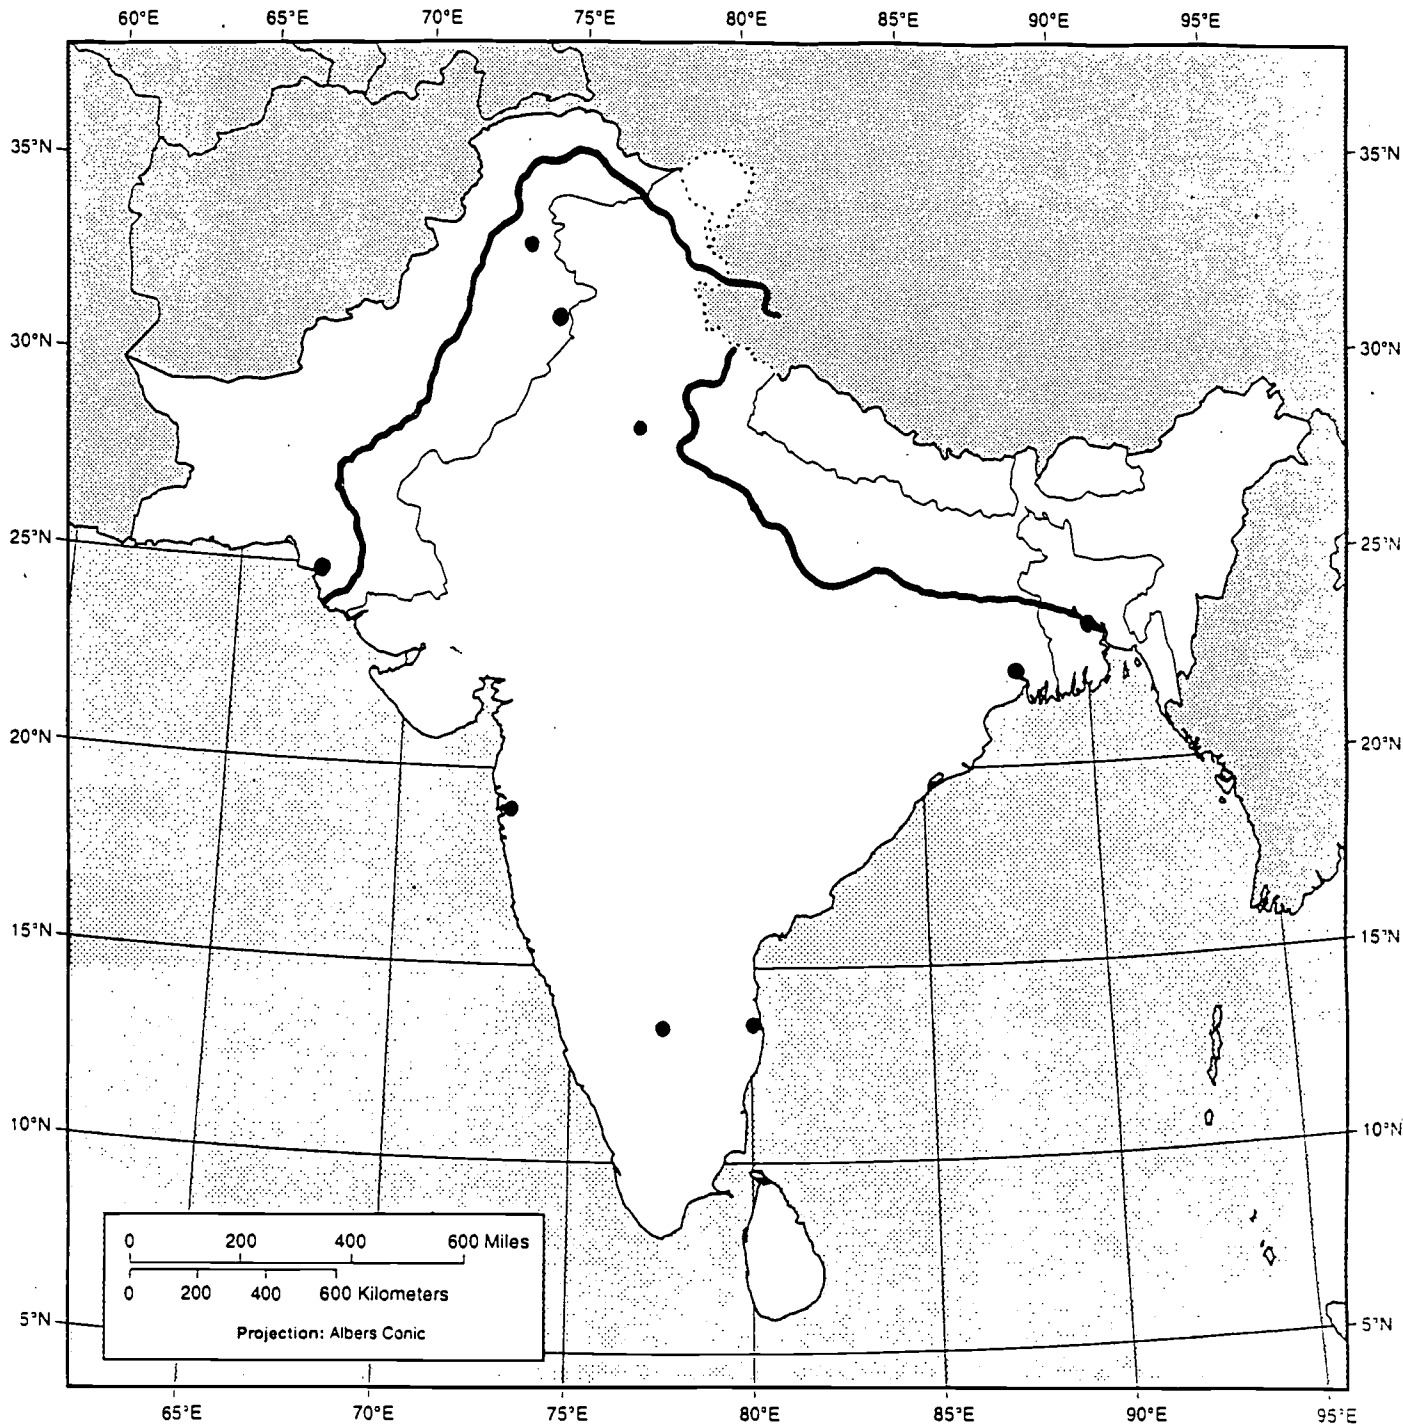 60°E 65°E 70°E 75°E 80°E 85°E 90°E 95°E
35°N 35°N
30°N 30°N
25°N 25°N
20°N 20°N
15°N 15°N
10°N 10°N
0 200 400 600 Miles
0 200 400 600 Kilometers
5°N 5°N
Projection: Albers Conic
65°E 70°E 75°E 80°E 85°E 90°E 95°E